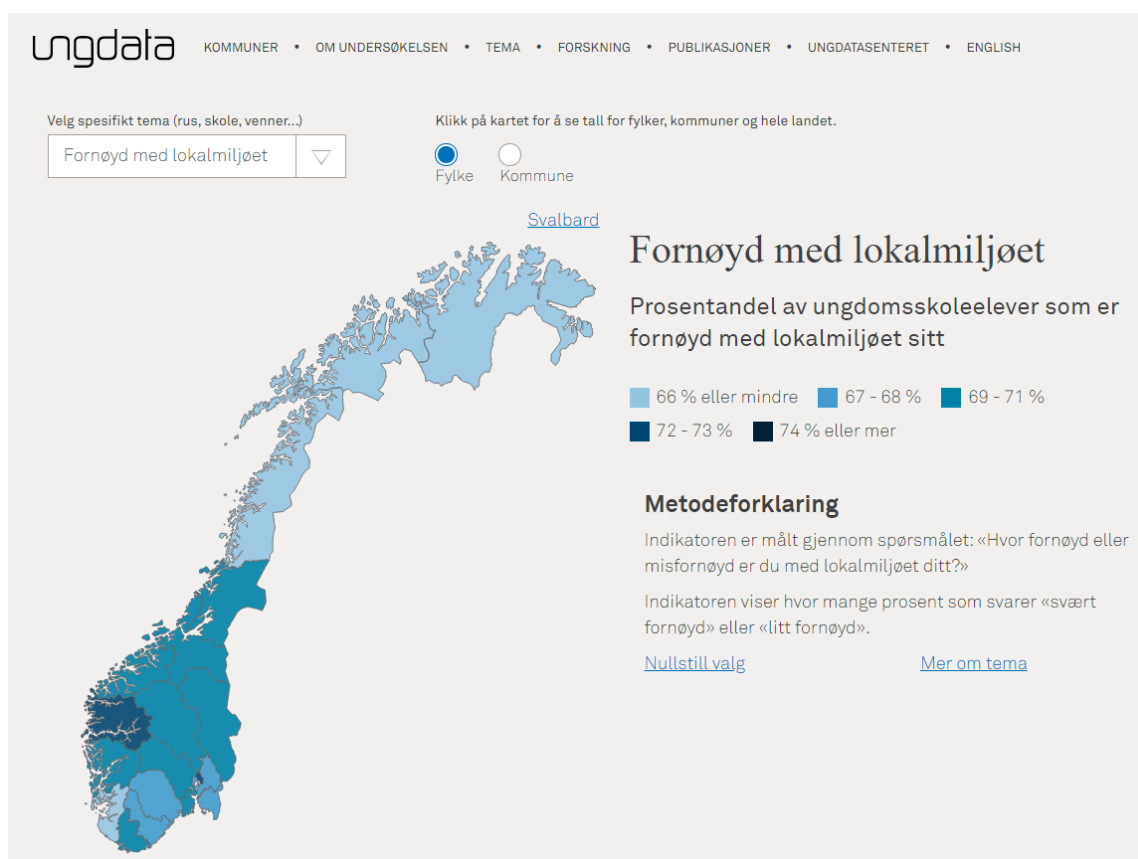 ungdata KOMMUNER • OM UNDERSØKELSEN • TEMA • FORSKNING • PUBLIKASJONER • UNGDATASENTERET • ENGLISH
Velg spesifikt tema (rus, skole, venner...)
Fornøyd med lokalmiljøet
Klikk på kartet for å se tall for fylker, kommuner og hele landet.
Fylke Kommune
Svalbard
Fornøyd med lokalmiljøet
Prosentandel av ungdomsskoleelever som er
fornøyd med lokalmiljøet sitt
66 % eller mindre 67 - 68 % 69 - 71 %
72 - 73 % 74 % eller mer
Metodeforklaring
Indikatoren er målt gjennom spørsmålet: «Hvor fornøyd eller
misfornøyd er du med lokalmiljøet ditt?»
Indikatoren viser hvor mange prosent som svarer «svært
fornøyd» eller «litt fornøyd».
Nullstill valg Mer om tema